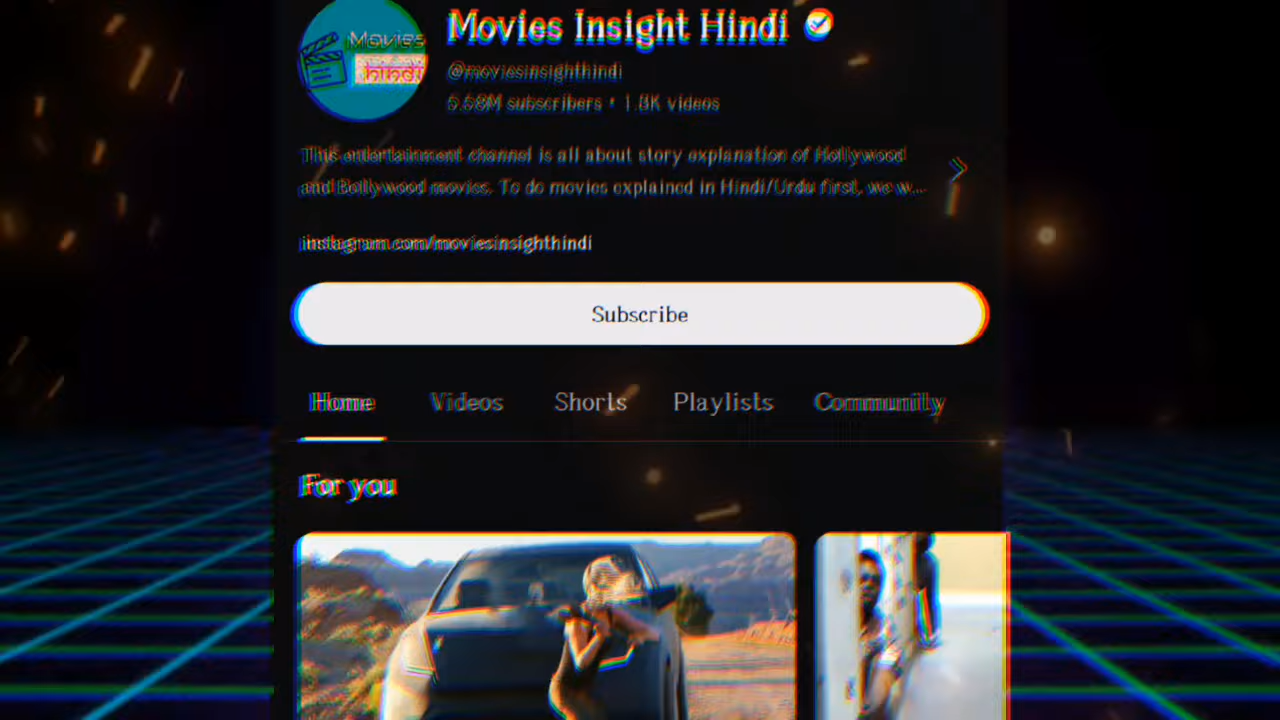 Movies
hindi
Movies Insight Hindi
@moviesinsighthindi
6.68M subscribers • 1.8K videos
This entertainment channel is all about story explanation of Hollywood
and Bollywood movies. To do movies explained in Hindi/Urdu first, we w...
instagram.com/moviesinsighthindi
Subscribe
Home Videos Shorts Playlists Community
For you